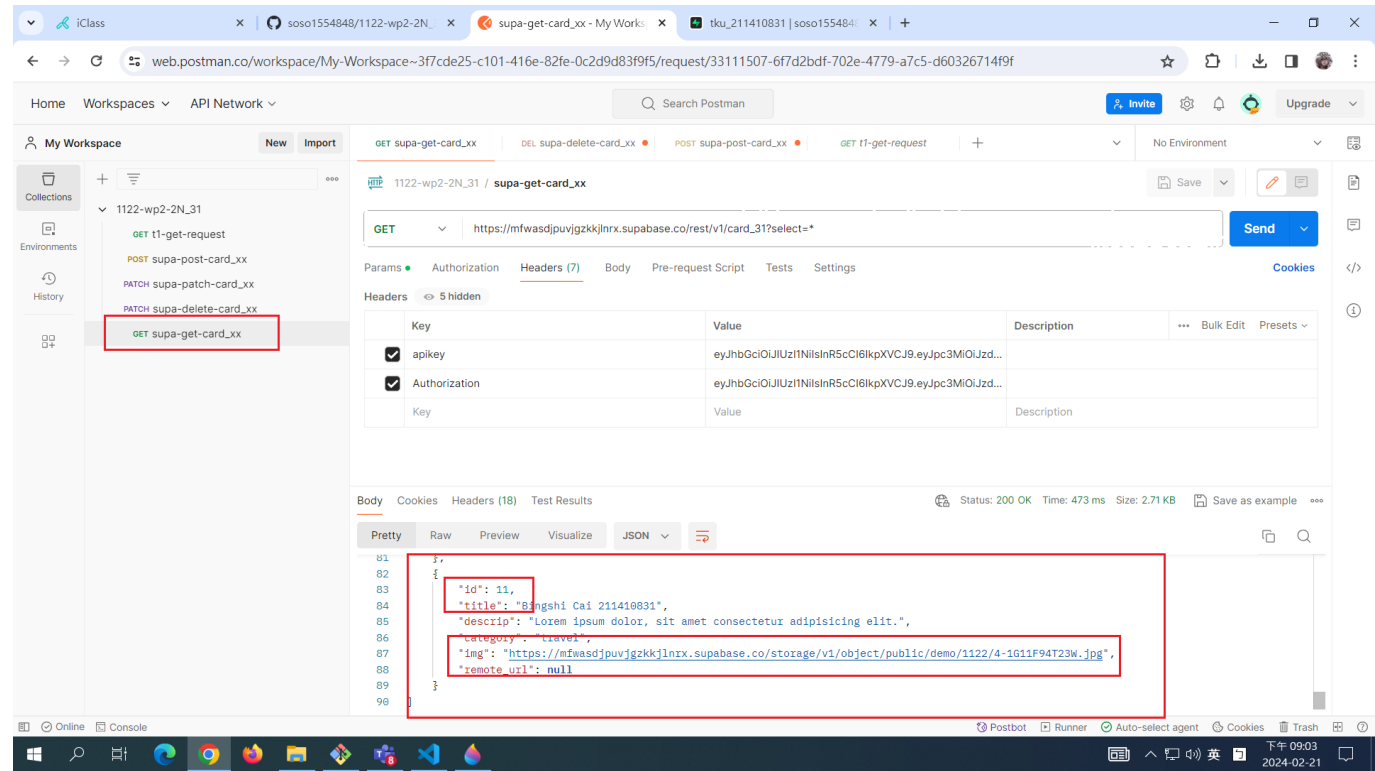 iClass
soso1554848/1122-wp2-2N_
supa-get-card_xx - My Works
tku_211410831 | soso155484
web.postman.co/workspace/My-Workspace~3f7cde25-c101-416e-82fe-0c2d9d83f9f5/request/33111507-6f7d2bdf-702e-4779-a7c5-d60326714f9f
Home Workspaces API Network Search Postman Invite Upgrade
My Workspace New Import GET supa-get-card_xx DEL supa-delete-card_xx POST supa-post-card_xx GET t1-get-request No Environment
Collections
Environments
History
1122-wp2-2N_31
GET t1-get-request
POST supa-post-card_xx
PATCH supa-patch-card_xx
PATCH supa-delete-card_xx
GET supa-get-card_xx
HTTP 1122-wp2-2N_31 / supa-get-card_xx Save
GET https://mfwasdjpuvjgzkkjlnrx.supabase.co/rest/v1/card_31?select=* Send
Params Authorization Headers (7) Body Pre-request Script Tests Settings Cookies
Headers 5 hidden
Key Value Description Bulk Edit Presets
apikey eyJhbGciOiJIUzI1NiIsInR5cCI6IkpXVCJ9.eyJpc3MiOiJzd...
Authorization eyJhbGciOiJIUzI1NiIsInR5cCI6IkpXVCJ9.eyJpc3MiOiJzd...
Key Value Description
Body Cookies Headers (18) Test Results Status: 200 OK Time: 473 ms Size: 2.71 KB Save as example
Pretty Raw Preview Visualize JSON
81 },
82 {
83 "id": 11,
84 "title": "Bingshi Cai 211410831",
85 "descrip": "Lorem ipsum dolor, sit amet consectetur adipisicing elit.",
86 "category": "travel",
87 "img": "https://mfwasdjpuvjgzkkjlnrx.supabase.co/storage/v1/object/public/demo/1122/4-1G11F94T23W.jpg",
88 "remote_url": null
89 }
90 ]
Online Console Postbot Runner Auto-select agent Cookies Trash
英 下午 09:03
2024-02-21